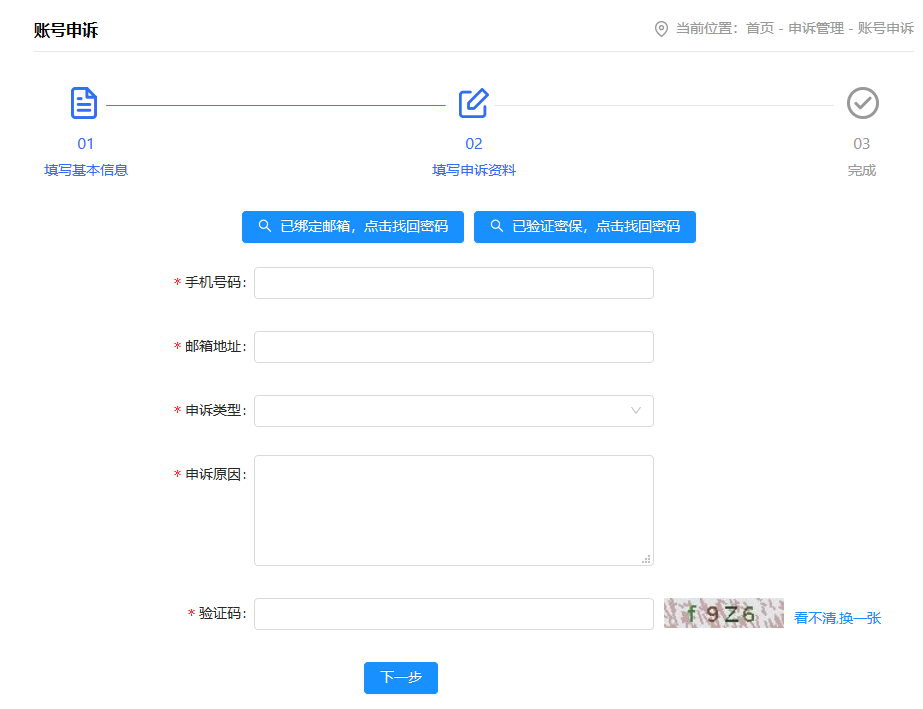 账号申诉
当前位置：首页 - 申诉管理 - 账号申诉
01
02
03
填写基本信息
填写申诉资料
完成
已绑定邮箱，点击找回密码
已验证密保，点击找回密码
* 手机号码：
* 邮箱地址：
* 申诉类型：
* 申诉原因：
* 验证码：
f9Z6
看不清,换一张
下一步